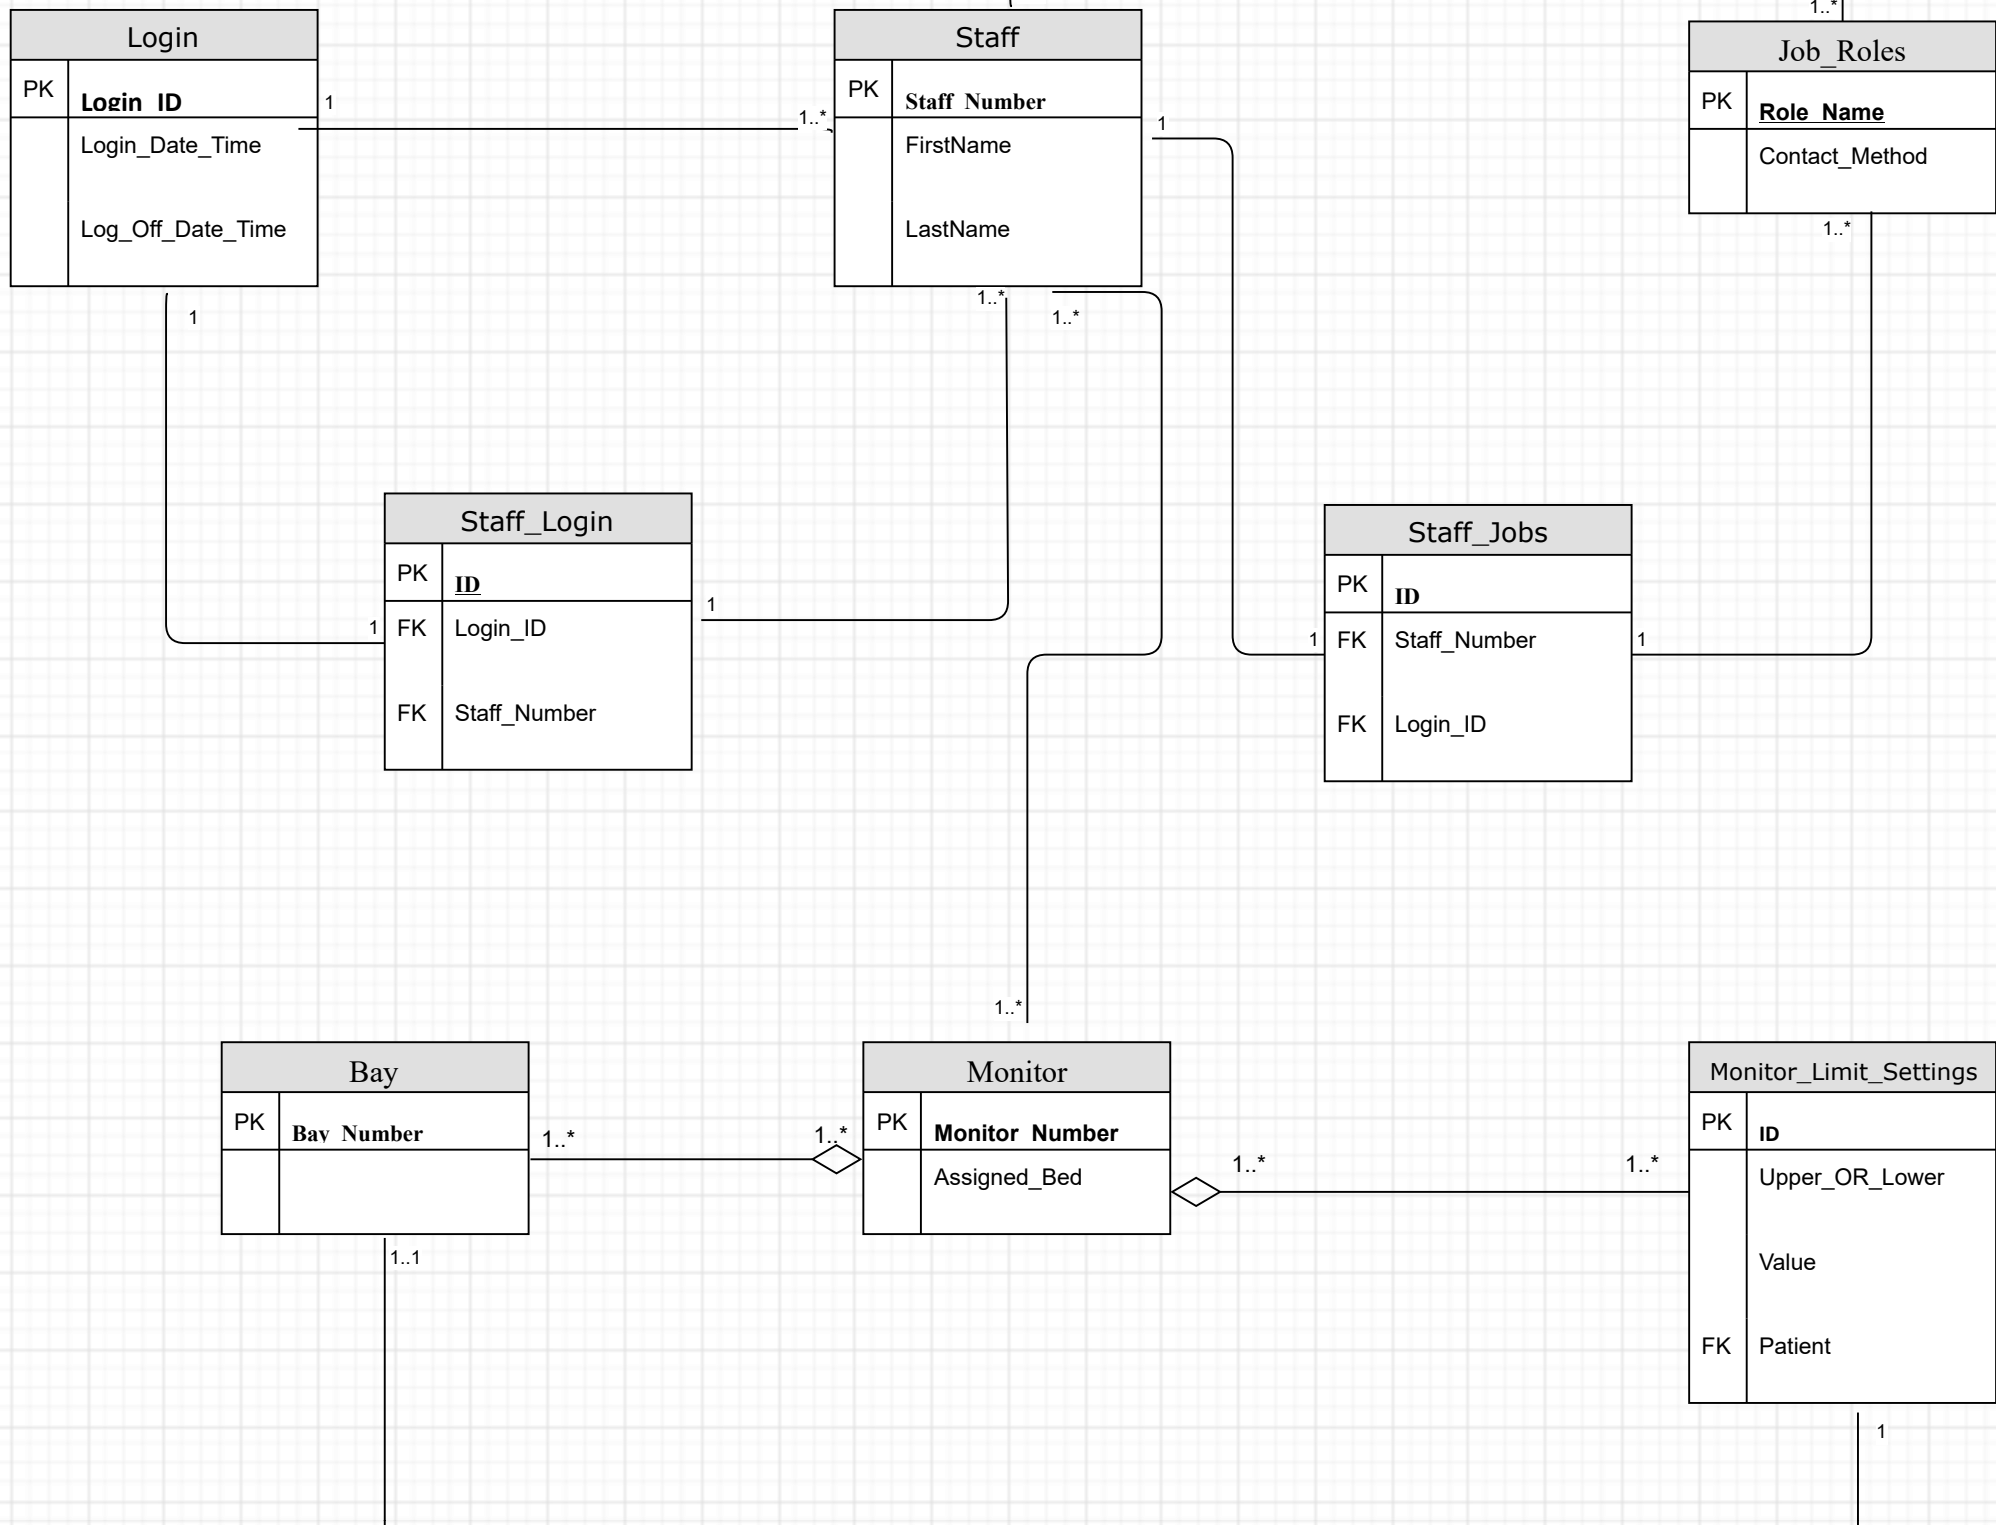 1..*
Login
PK
Login_ID
Login_Date_Time
Log_Off_Date_Time
1
1
Staff
PK
Staff_Number
FirstName
LastName
1..*
1
1..*
1..*
Job_Roles
PK
Role_Name
Contact_Method
1..*
Staff_Login
PK
ID
FK
Login_ID
FK
Staff_Number
1
1
Staff_Jobs
PK
ID
FK
Staff_Number
FK
Login_ID
1
1
1..*
Bay
PK
Bay_Number
1..*
1..1
Monitor
PK
Monitor_Number
Assigned_Bed
1..*
1..*
Monitor_Limit_Settings
PK
ID
Upper_OR_Lower
Value
FK
Patient
1..*
1